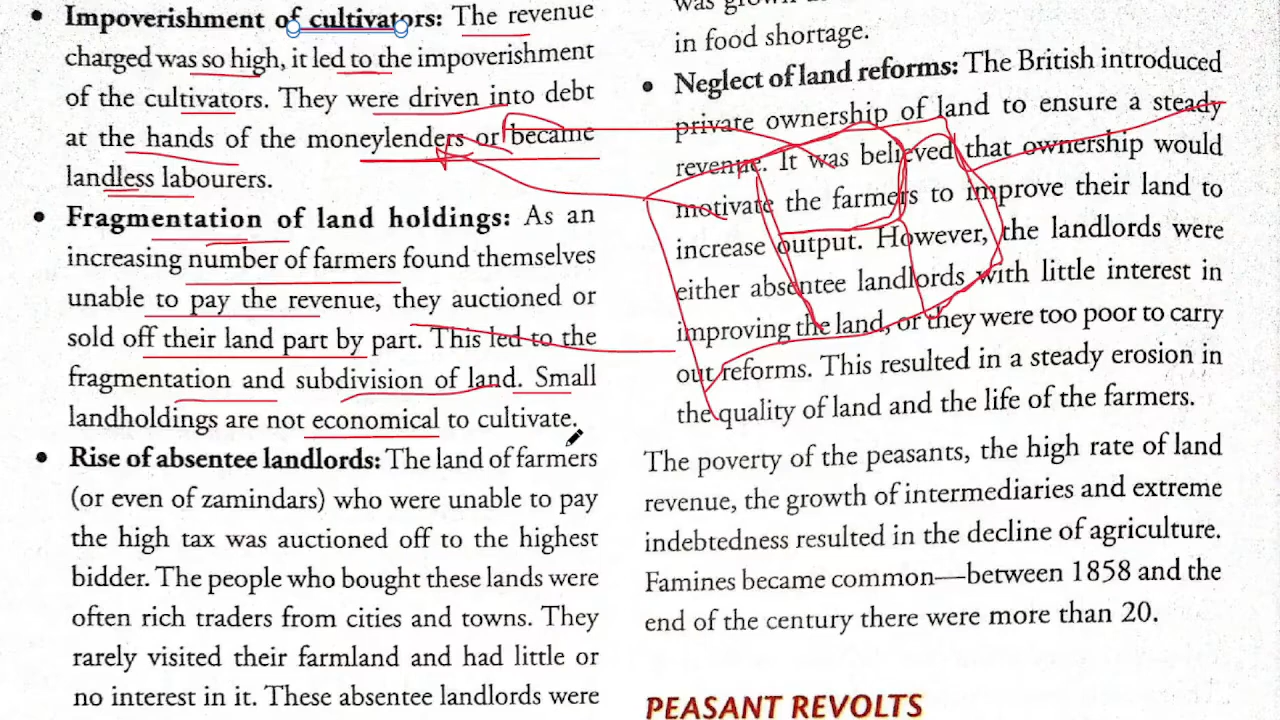 • Impoverishment of cultivators: The revenue
charged was so high, it led to the impoverishment
of the cultivators. They were driven into debt
at the hands of the moneylenders or became
landless labourers.
• Fragmentation of land holdings: As an
increasing number of farmers found themselves
unable to pay the revenue, they auctioned or
sold off their land part by part. This led to the
fragmentation and subdivision of land. Small
landholdings are not economical to cultivate.
• Rise of absentee landlords: The land of farmers
(or even of zamindars) who were unable to pay
the high tax was auctioned off to the highest
bidder. The people who bought these lands were
often rich traders from cities and towns. They
rarely visited their farmland and had little or
no interest in it. These absentee landlords were
was grown
in food shortage.
• Neglect of land reforms: The British introduced
private ownership of land to ensure a steady
revenue. It was believed that ownership would
motivate the farmers to improve their land to
increase output. However, the landlords were
either absentee landlords with little interest in
improving the land, or they were too poor to carry
out reforms. This resulted in a steady erosion in
the quality of land and the life of the farmers.
The poverty of the peasants, the high rate of land
revenue, the growth of intermediaries and extreme
indebtedness resulted in the decline of agriculture.
Famines became common—between 1858 and the
end of the century there were more than 20.
PEASANT REVOLTS